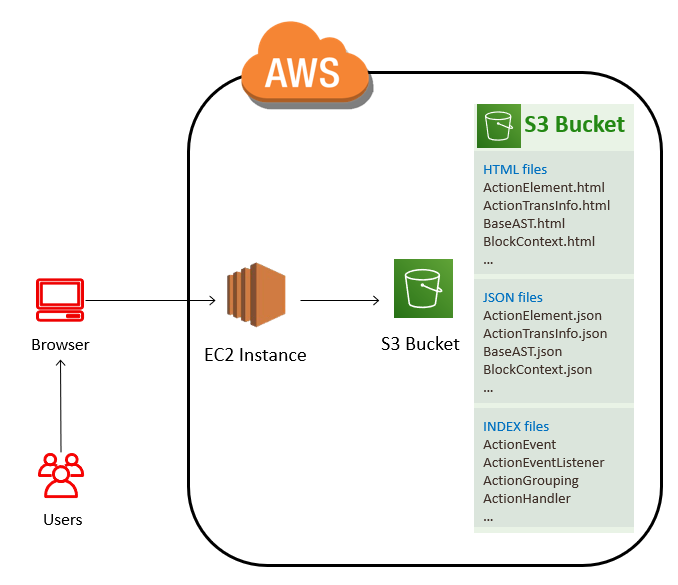 AWS
S3 Bucket
HTML files
ActionElement.html
ActionTransInfo.html
BaseAST.html
BlockContext.html
...
JSON files
ActionElement.json
ActionTransInfo.json
BaseAST.json
BlockContext.json
...
INDEX files
ActionEvent
ActionEventListener
ActionGrouping
ActionHandler
...
Browser
EC2 Instance
S3 Bucket
Users